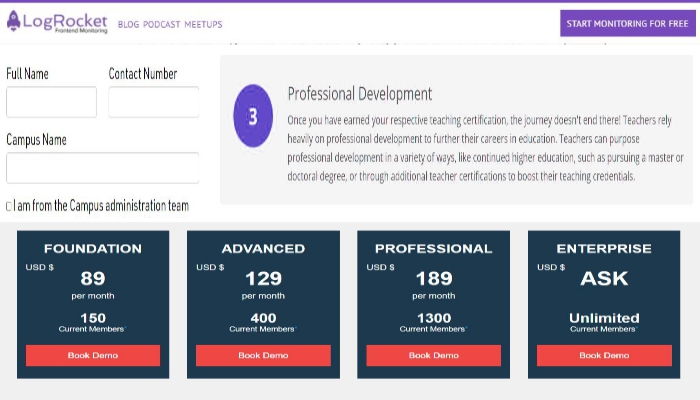 LogRocket
Frontend Monitoring
BLOG PODCAST MEETUPS
START MONITORING FOR FREE
Full Name Contact Number
Campus Name
I am from the Campus administration team
3
Professional Development
Once you have earned your respective teaching certification, the journey doesn't end there! Teachers rely
heavily on professional development to further their careers in education. Teachers can purpose
professional development in a variety of ways, like continued higher education, such as pursuing a master or
doctoral degree, or through additional teacher certifications to boost their teaching credentials.
FOUNDATION
USD $
89
per month
150
Current Members*
Book Demo
ADVANCED
USD $
129
per month
400
Current Members*
Book Demo
PROFESSIONAL
USD $
189
per month
1300
Current Members*
Book Demo
ENTERPRISE
USD $
ASK
Unlimited
Current Members*
Book Demo